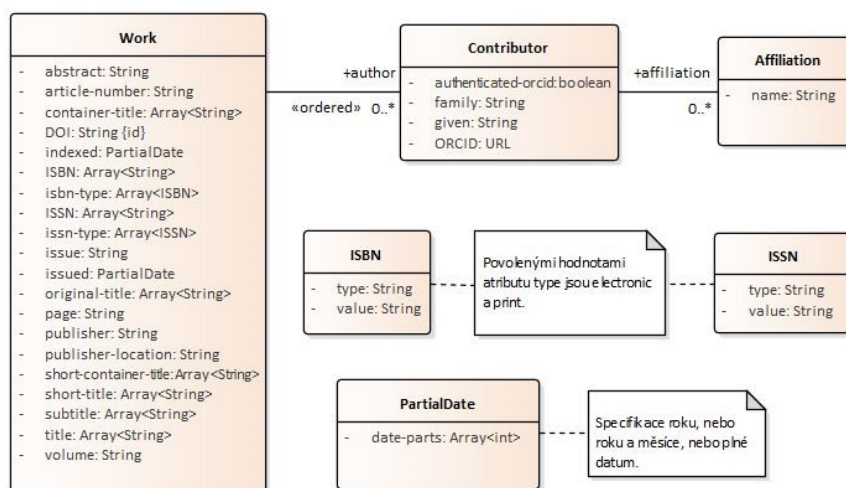 Work
- abstract: String
- article-number: String
- container-title: Array<String>
- DOI: String {id}
- indexed: PartialDate
- ISBN: Array<String>
- isbn-type: Array<ISBN>
- ISSN: Array<String>
- issn-type: Array<ISSN>
- issue: String
- issued: PartialDate
- original-title: Array<String>
- page: String
- publisher: String
- publisher-location: String
- short-container-title:Array<String>
- short-title: Array<String>
- subtitle: Array<String>
- title: Array<String>
- volume: String
+author
«ordered» 0..*
Contributor
- authenticated-orcid:boolean
- family: String
- given: String
- ORCID: URL
+affiliation
0..*
Affiliation
- name: String
ISBN
- type: String
- value: String
Povolenými hodnotami
atributu type jsou electronic
a print.
ISSN
- type: String
- value: String
PartialDate
- date-parts: Array<int>
Specifikace roku, nebo
roku a měsíce, nebo plné
datum.